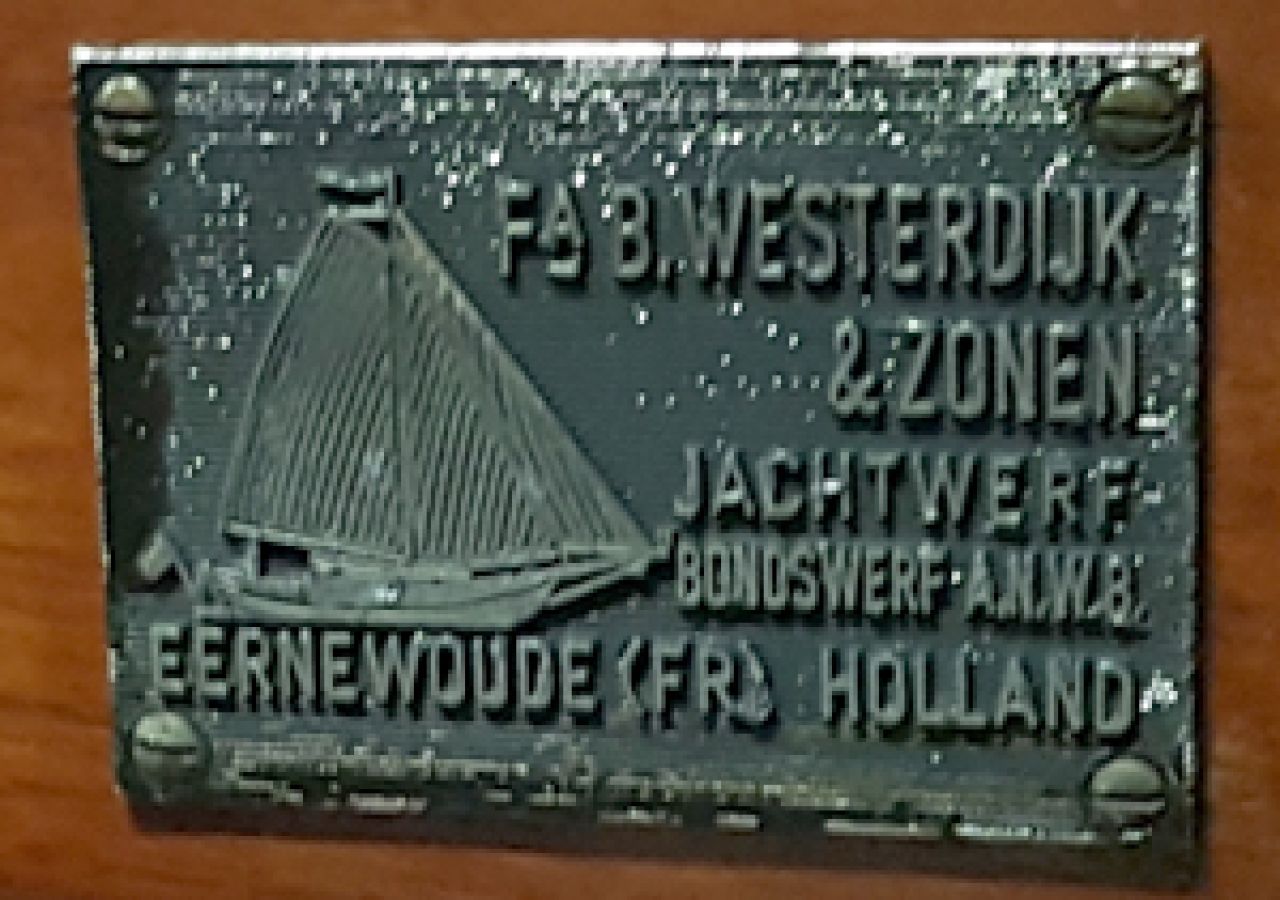 Fª B. WESTERDIJK
& ZONEN
JACHTWERF
BONDSWERF A.N.W.B.
EERNEWOUDE (FR) HOLLAND